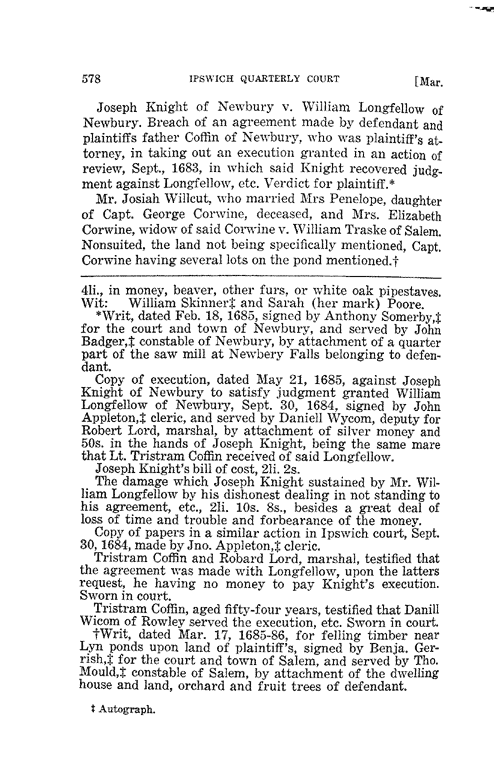 578 IPSWICH QUARTERLY COURT [Mar.
Joseph Knight of Newbury v. William Longfellow of
Newbury. Breach of an agreement made by defendant and
plaintiffs father Coffin of Newbury, who was plaintiff's at-
torney, in taking out an execution granted in an action of
review, Sept., 1683, in which said Knight recovered judg-
ment against Longfellow, etc. Verdict for plaintiff.*
Mr. Josiah Willcut, who married Mrs Penelope, daughter
of Capt. George Corwine, deceased, and Mrs. Elizabeth
Corwine, widow of said Corwine v. William Traske of Salem.
Nonsuited, the land not being specifically mentioned, Capt.
Corwine having several lots on the pond mentioned.†
4li., in money, beaver, other furs, or white oak pipestaves.
Wit: William Skinner‡ and Sarah (her mark) Poore.
*Writ, dated Feb. 18, 1685, signed by Anthony Somerby,‡
for the court and town of Newbury, and served by John
Badger,‡ constable of Newbury, by attachment of a quarter
part of the saw mill at Newbery Falls belonging to defen-
dant.
Copy of execution, dated May 21, 1685, against Joseph
Knight of Newbury to satisfy judgment granted William
Longfellow of Newbury, Sept. 30, 1684, signed by John
Appleton,‡ cleric, and served by Daniell Wycom, deputy for
Robert Lord, marshal, by attachment of silver money and
50s. in the hands of Joseph Knight, being the same mare
that Lt. Tristram Coffin received of said Longfellow.
Joseph Knight's bill of cost, 2li. 2s.
The damage which Joseph Knight sustained by Mr. Wil-
liam Longfellow by his dishonest dealing in not standing to
his agreement, etc., 2li. 10s. 8s., besides a great deal of
loss of time and trouble and forbearance of the money.
Copy of papers in a similar action in Ipswich court, Sept.
30, 1684, made by Jno. Appleton,‡ cleric.
Tristram Coffin and Robard Lord, marshal, testified that
the agreement was made with Longfellow, upon the latters
request, he having no money to pay Knight's execution.
Sworn in court.
Tristram Coffin, aged fifty-four years, testified that Danill
Wicom of Rowley served the execution, etc. Sworn in court.
†Writ, dated Mar. 17, 1685-86, for felling timber near
Lyn ponds upon land of plaintiff's, signed by Benja. Ger-
rish,‡ for the court and town of Salem, and served by Tho.
Mould,‡ constable of Salem, by attachment of the dwelling
house and land, orchard and fruit trees of defendant.
‡ Autograph.